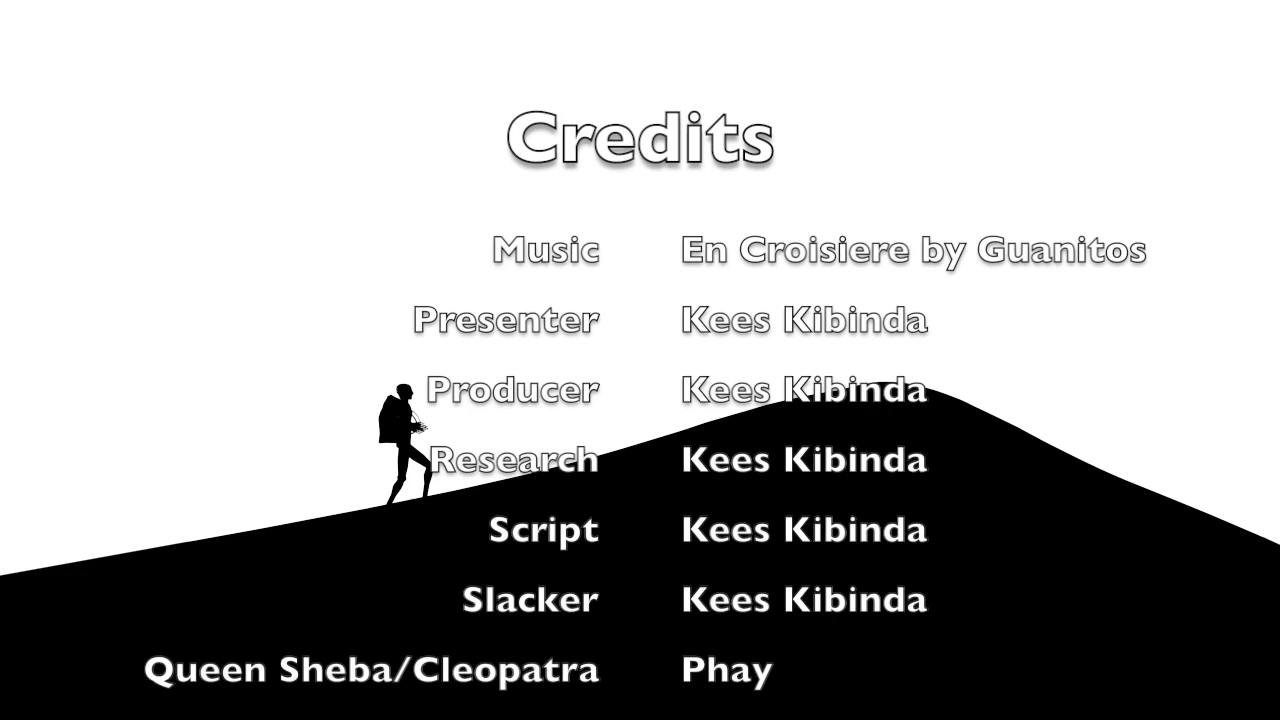 Credits
Music En Croisiere by Guanitos
Presenter Kees Kibinda
Producer Kees Kibinda
Research Kees Kibinda
Script Kees Kibinda
Slacker Kees Kibinda
Queen Sheba/Cleopatra Phay